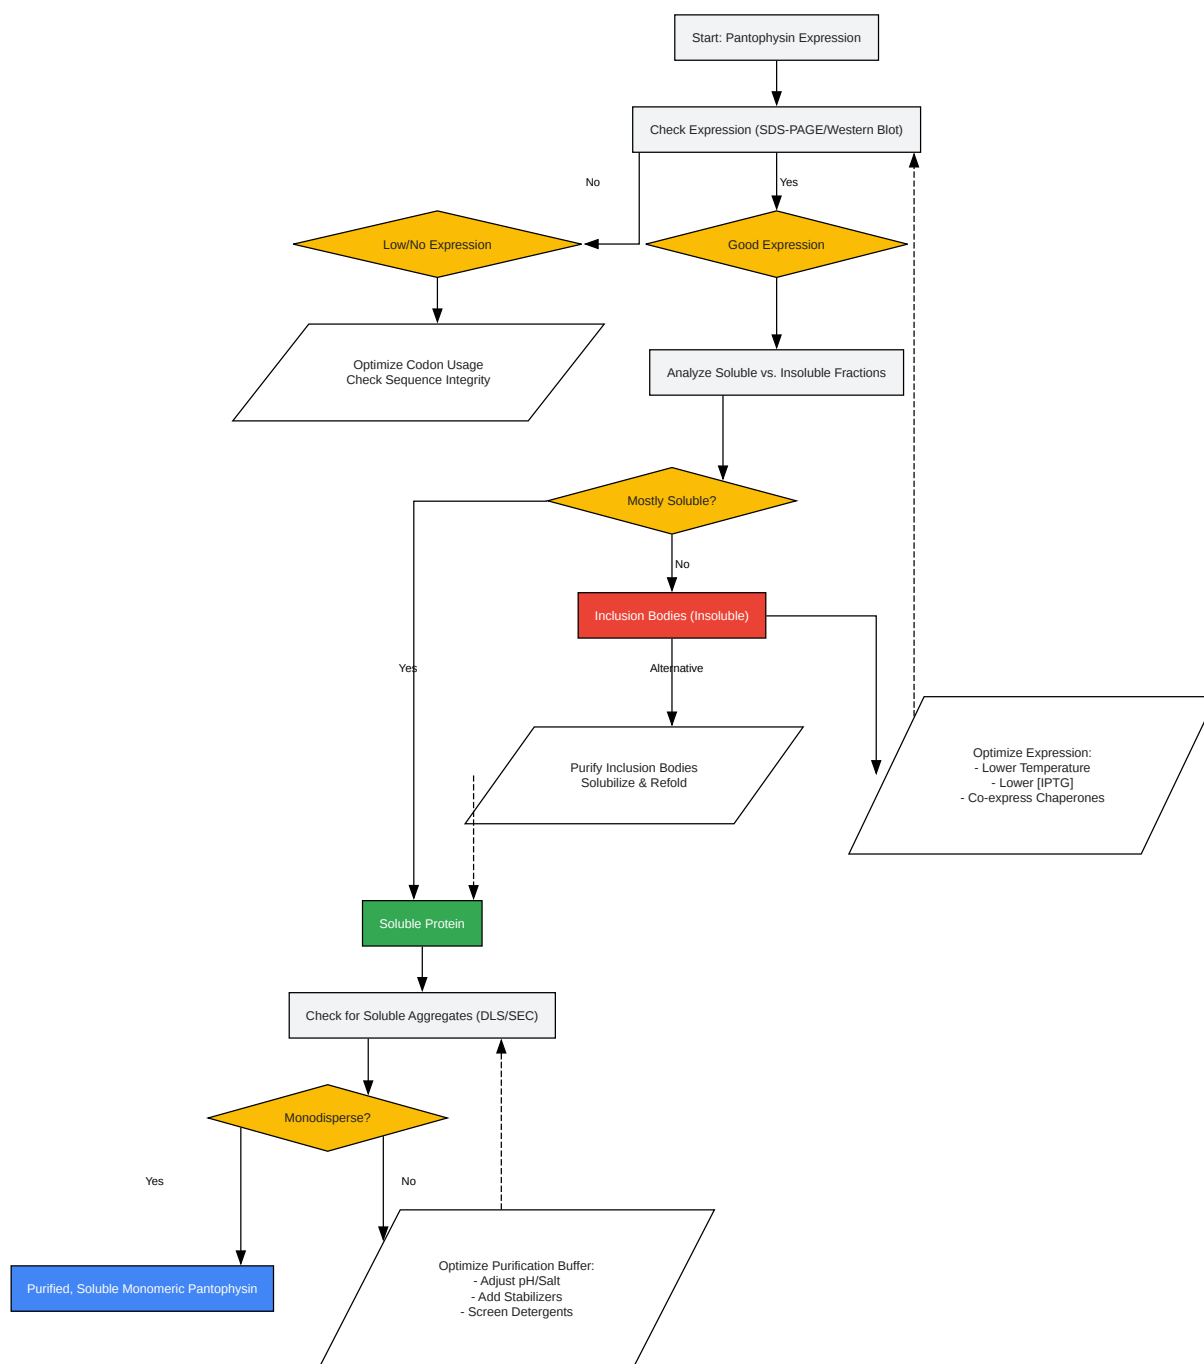 Start: Pantophysin Expression
Check Expression (SDS-PAGE/Western Blot)
No
Yes
Low/No Expression
Good Expression
Optimize Codon Usage
Check Sequence Integrity
Analyze Soluble vs. Insoluble Fractions
Mostly Soluble?
No
Inclusion Bodies (Insoluble)
Yes
Alternative
Purify Inclusion Bodies
Solubilize & Refold
Optimize Expression:
- Lower Temperature
- Lower [IPTG]
- Co-express Chaperones
Soluble Protein
Check for Soluble Aggregates (DLS/SEC)
Monodisperse?
Yes
No
Purified, Soluble Monomeric Pantophysin
Optimize Purification Buffer:
- Adjust pH/Salt
- Add Stabilizers
- Screen Detergents